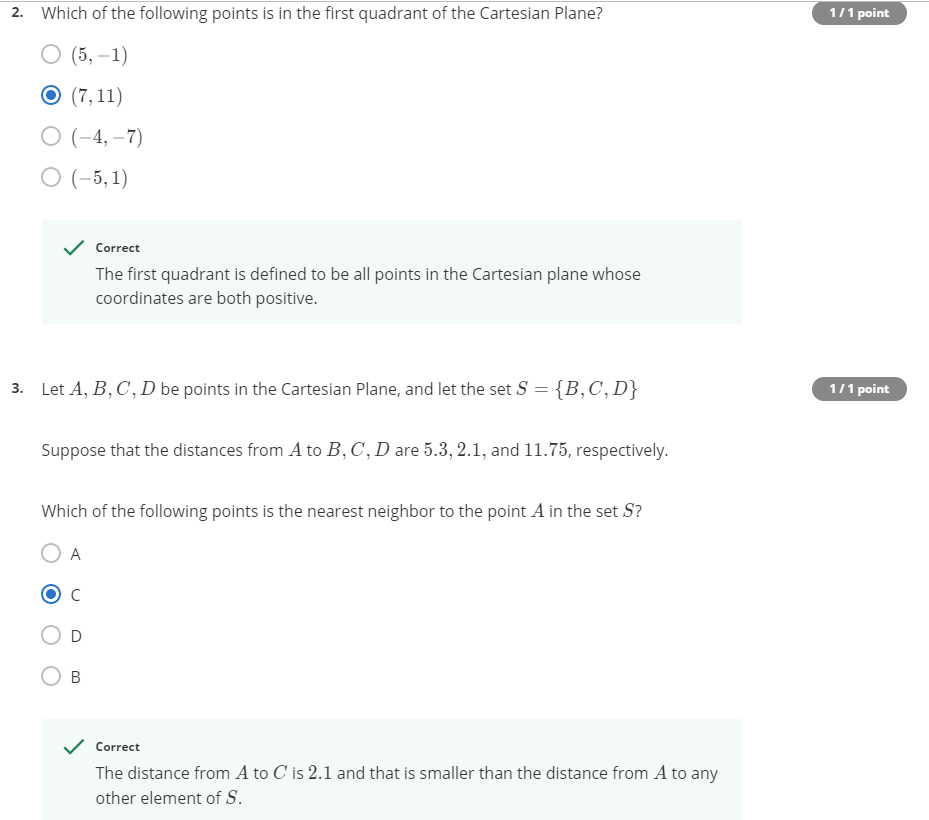 2. Which of the following points is in the first quadrant of the Cartesian Plane? 1 / 1 point
(5, −1)
(7, 11)
(−4, −7)
(−5, 1)
Correct
The first quadrant is defined to be all points in the Cartesian plane whose
coordinates are both positive.
3. Let A, B, C, D be points in the Cartesian Plane, and let the set S = {B, C, D} 1 / 1 point
Suppose that the distances from A to B, C, D are 5.3, 2.1, and 11.75, respectively.
Which of the following points is the nearest neighbor to the point A in the set S?
A
C
D
B
Correct
The distance from A to C is 2.1 and that is smaller than the distance from A to any
other element of S.